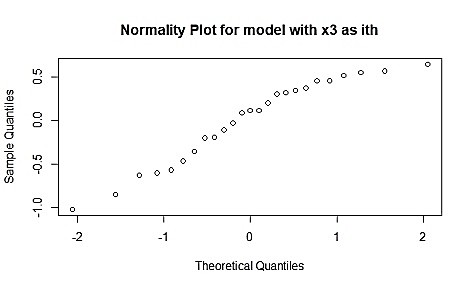 Normality Plot for model with x3 as ith
Sample Quantiles
0.5
0.0
-0.5
-1.0
-2 -1 0 1 2
Theoretical Quantiles